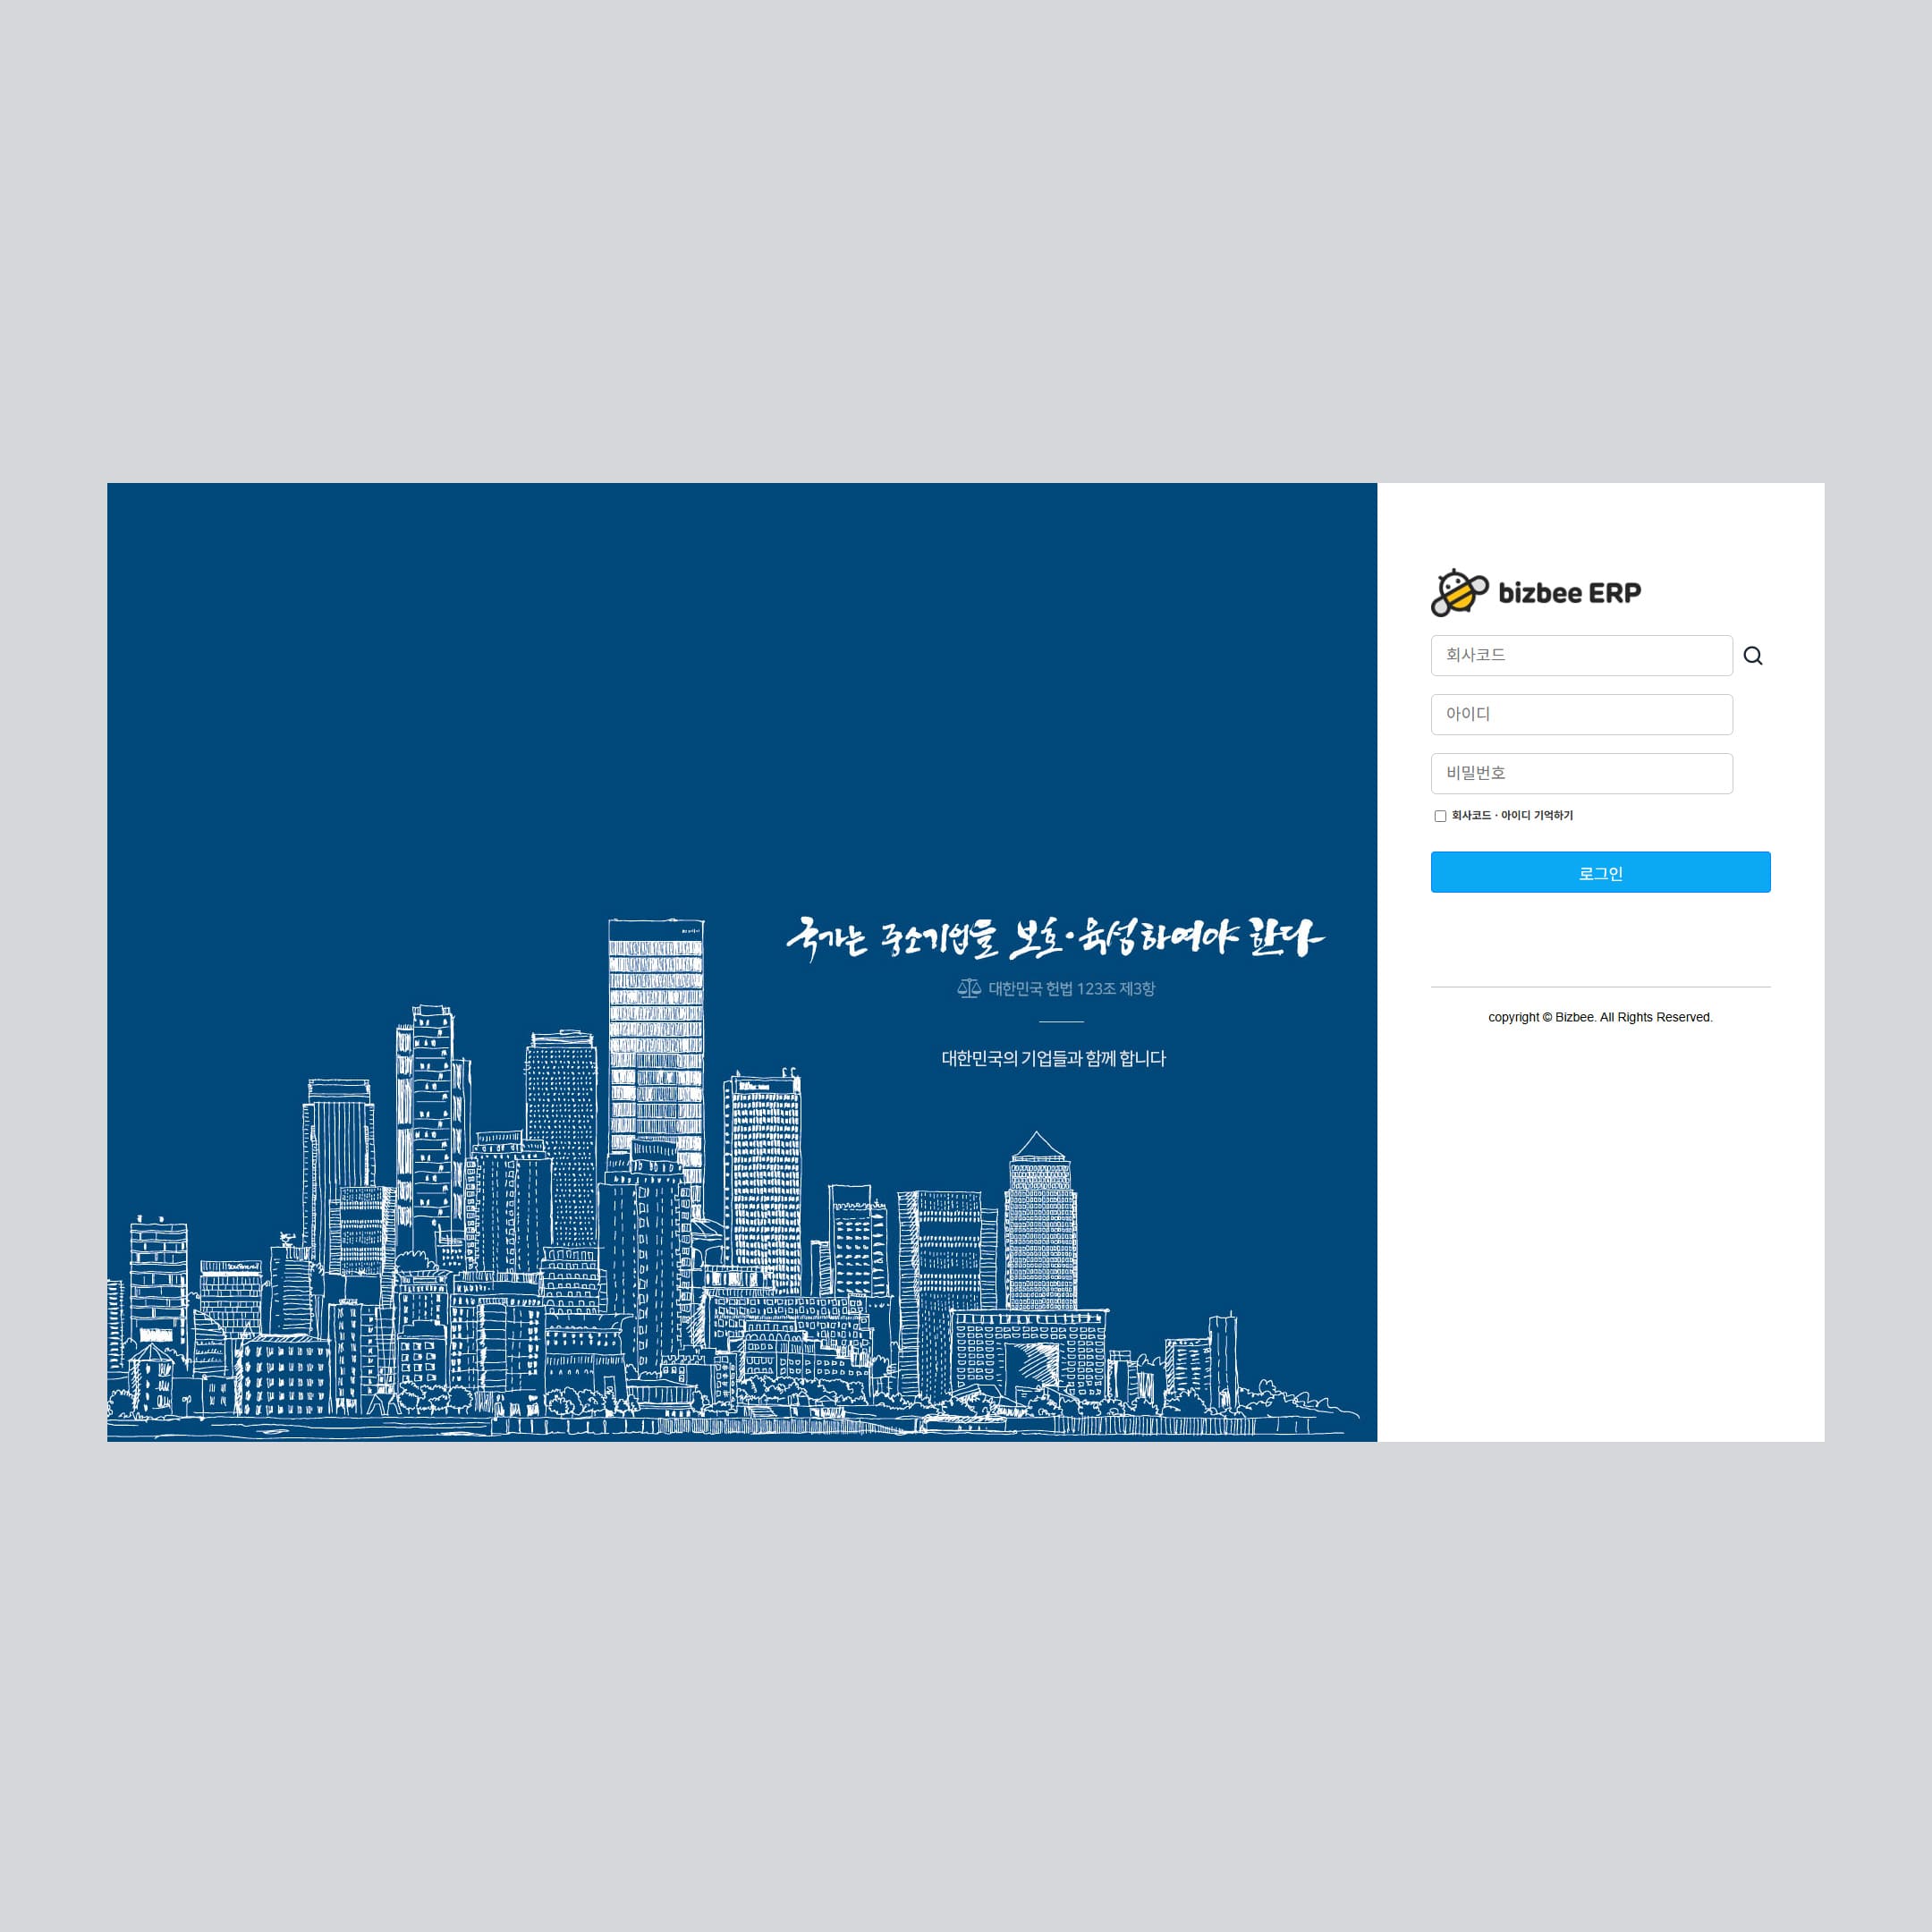 국가는 중소기업을 보호·육성하여야 한다
대한민국 헌법 123조 제3항
대한민국의 기업들과 함께 합니다
bizbee ERP
회사코드
아이디
비밀번호
회사코드 · 아이디 기억하기
로그인
copyright © Bizbee. All Rights Reserved.